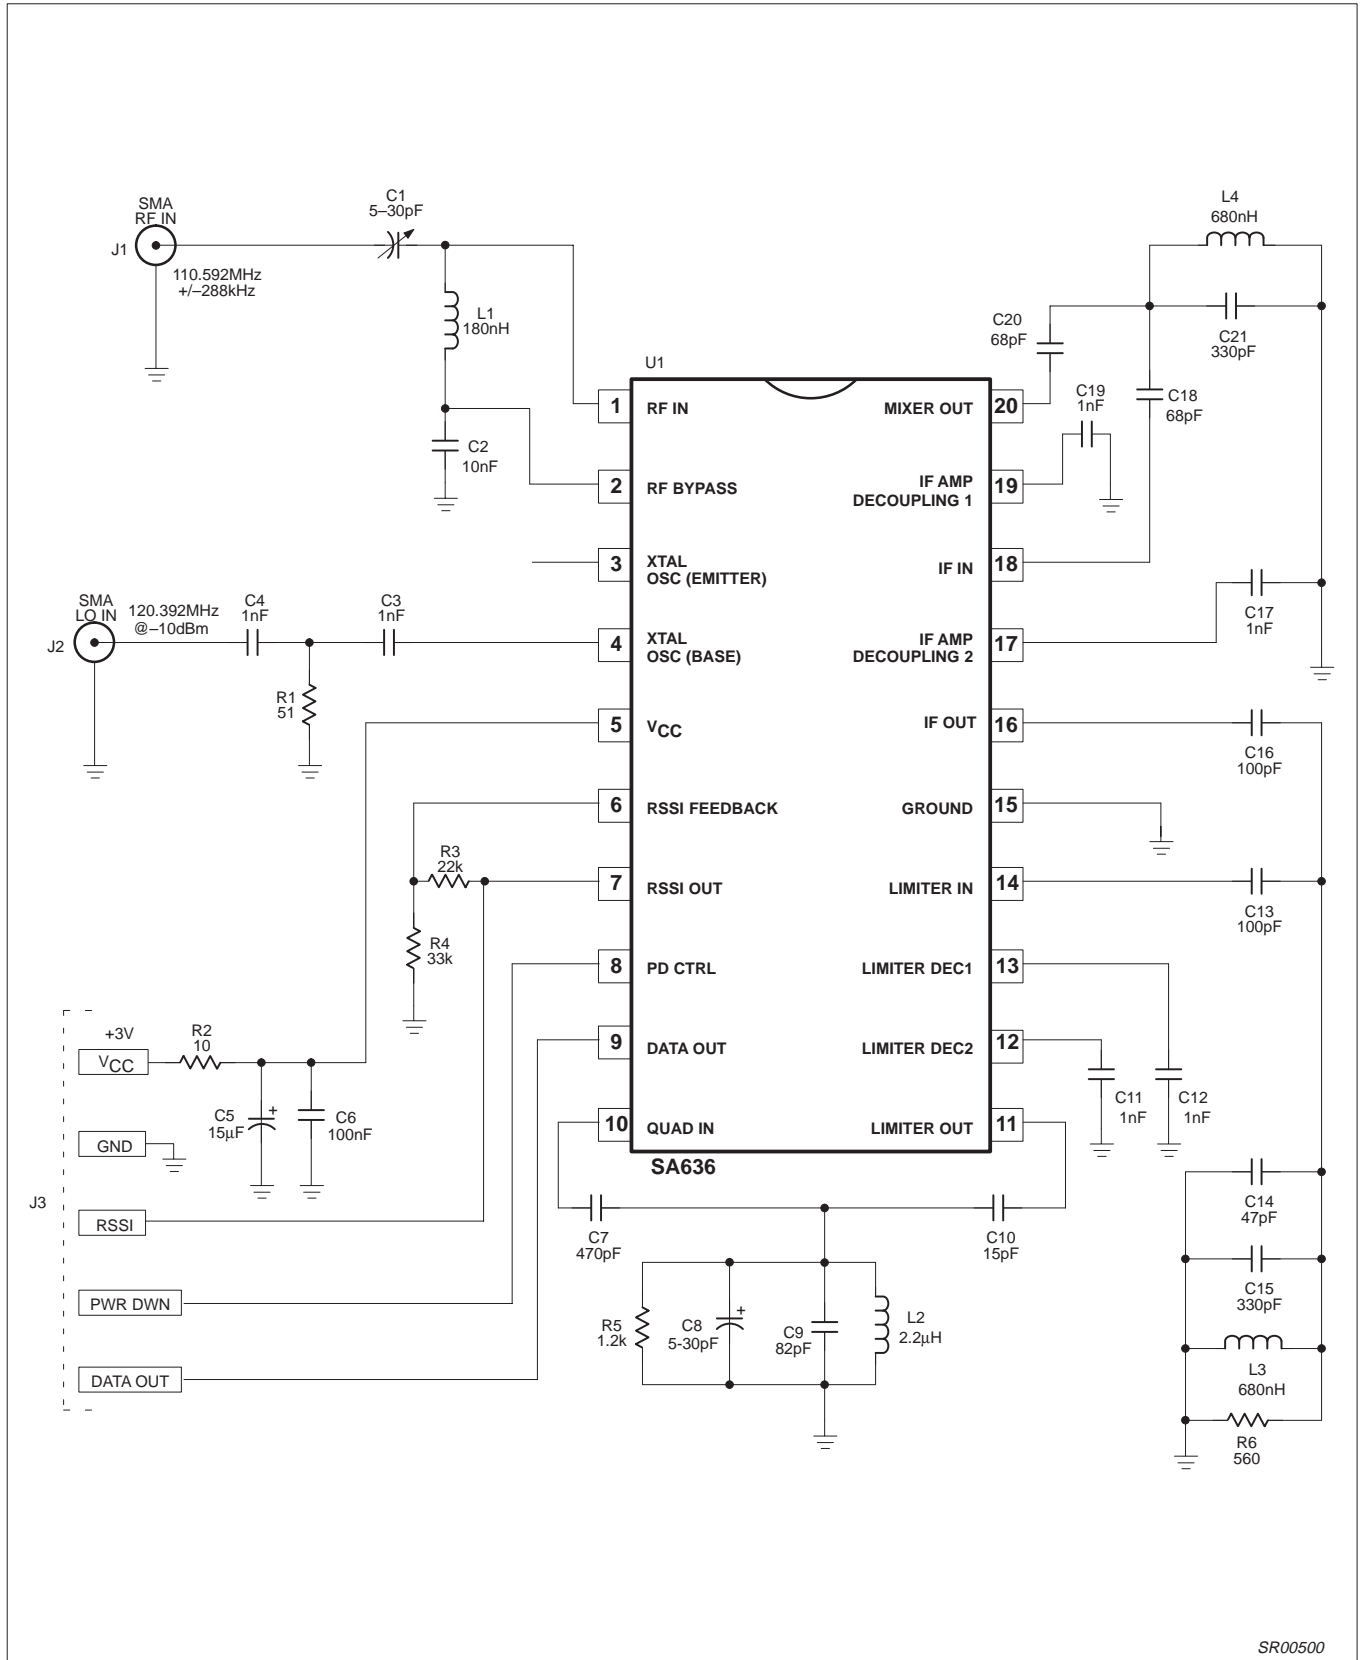 SMA
RF IN
J1
110.592MHz
+/–288kHz
C1
5–30pF
L1
180nH
C2
10nF
L4
680nH
C20
68pF
C21
330pF
C19
1nF
C18
68pF
U1
1 RF IN
MIXER OUT 20
2 RF BYPASS
IF AMP
DECOUPLING 1 19
3 XTAL
OSC (EMITTER)
IF IN 18
SMA
LO IN
J2
120.392MHz
@–10dBm
C4
1nF
C3
1nF
R1
51
4 XTAL
OSC (BASE)
IF AMP
DECOUPLING 2 17
C17
1nF
5 VCC
IF OUT 16
C16
100pF
6 RSSI FEEDBACK
GROUND 15
R3
22k
R4
33k
7 RSSI OUT
LIMITER IN 14
C13
100pF
8 PD CTRL
LIMITER DEC1 13
9 DATA OUT
LIMITER DEC2 12
C11
1nF
C12
1nF
10 QUAD IN
LIMITER OUT 11
SA636
J3
+3V
VCC
R2
10
C5
15µF
+
C6
100nF
GND
RSSI
PWR DWN
DATA OUT
C7
470pF
C10
15pF
R5
1.2k
C8
5-30pF
+
C9
82pF
L2
2.2µH
C14
47pF
C15
330pF
L3
680nH
R6
560
SR00500